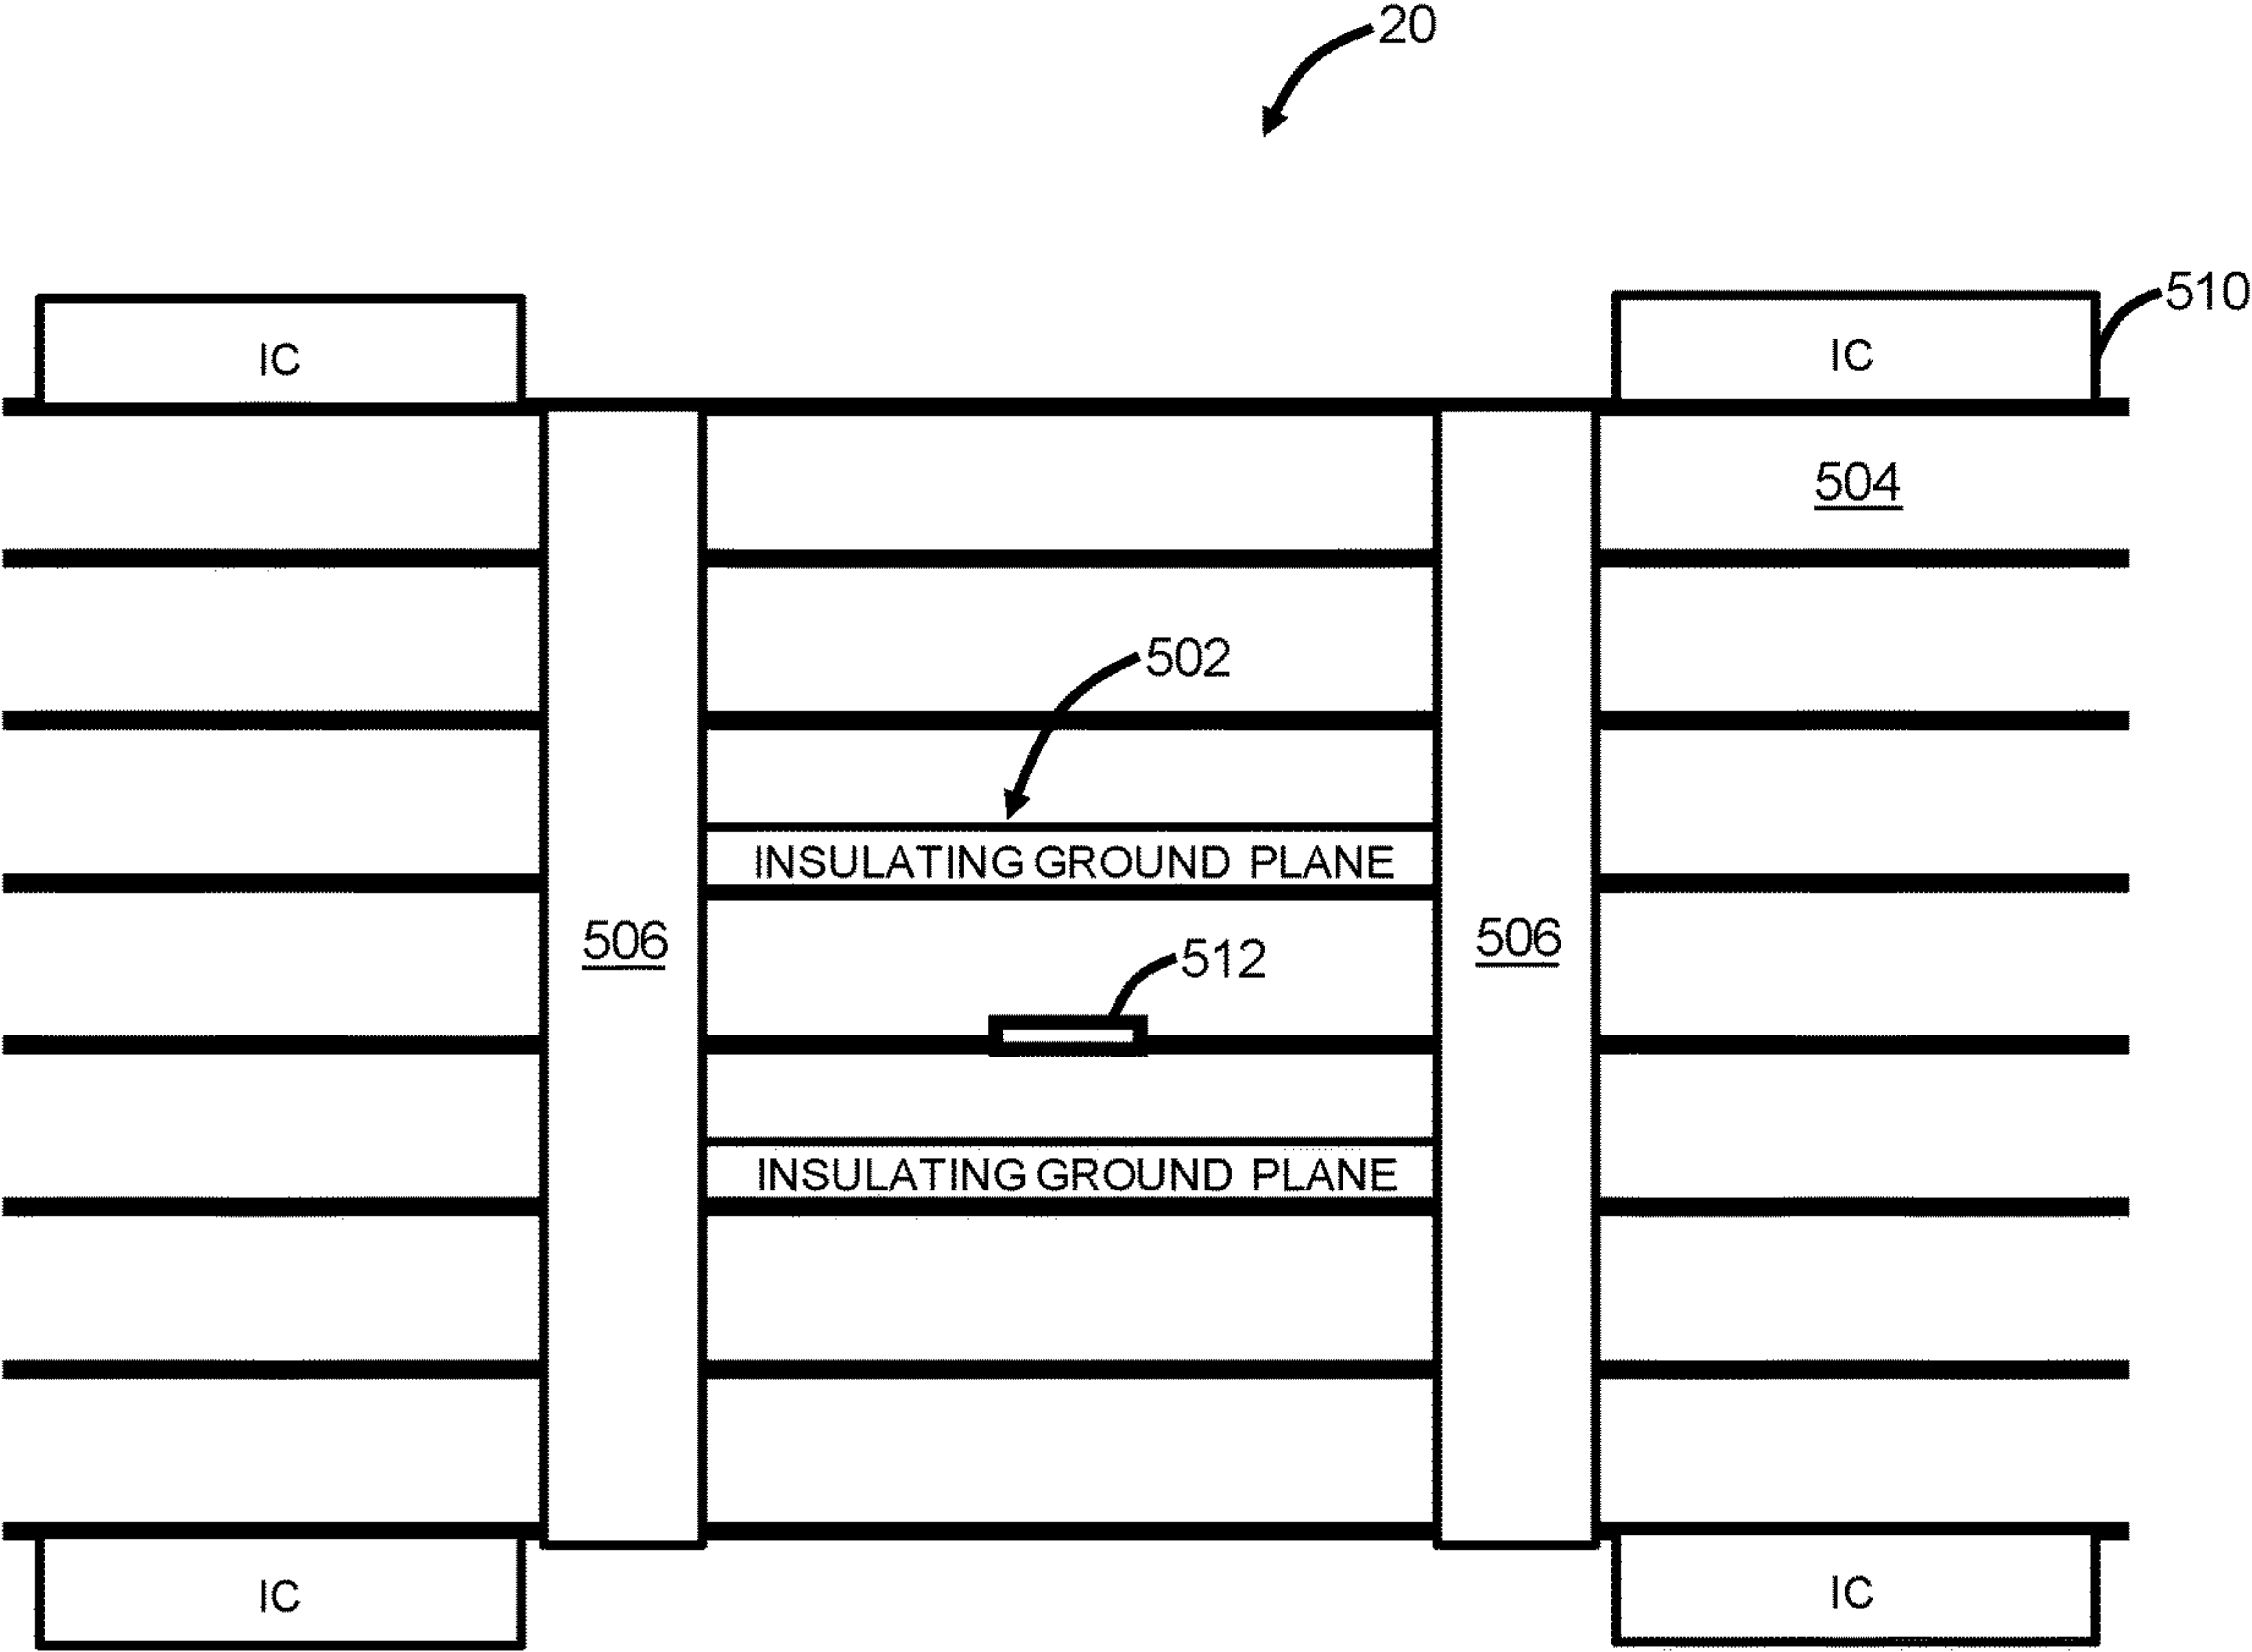 20
510
IC
IC
504
502
INSULATING GROUND PLANE
506
506
512
INSULATING GROUND PLANE
IC
IC